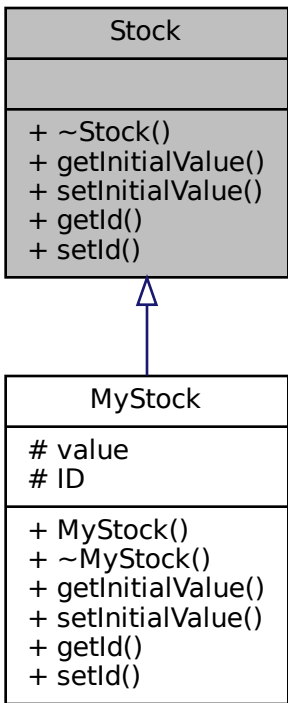 Stock
+ ~Stock()
+ getInitialValue()
+ setInitialValue()
+ getId()
+ setId()
MyStock
# value
# ID
+ MyStock()
+ ~MyStock()
+ getInitialValue()
+ setInitialValue()
+ getId()
+ setId()